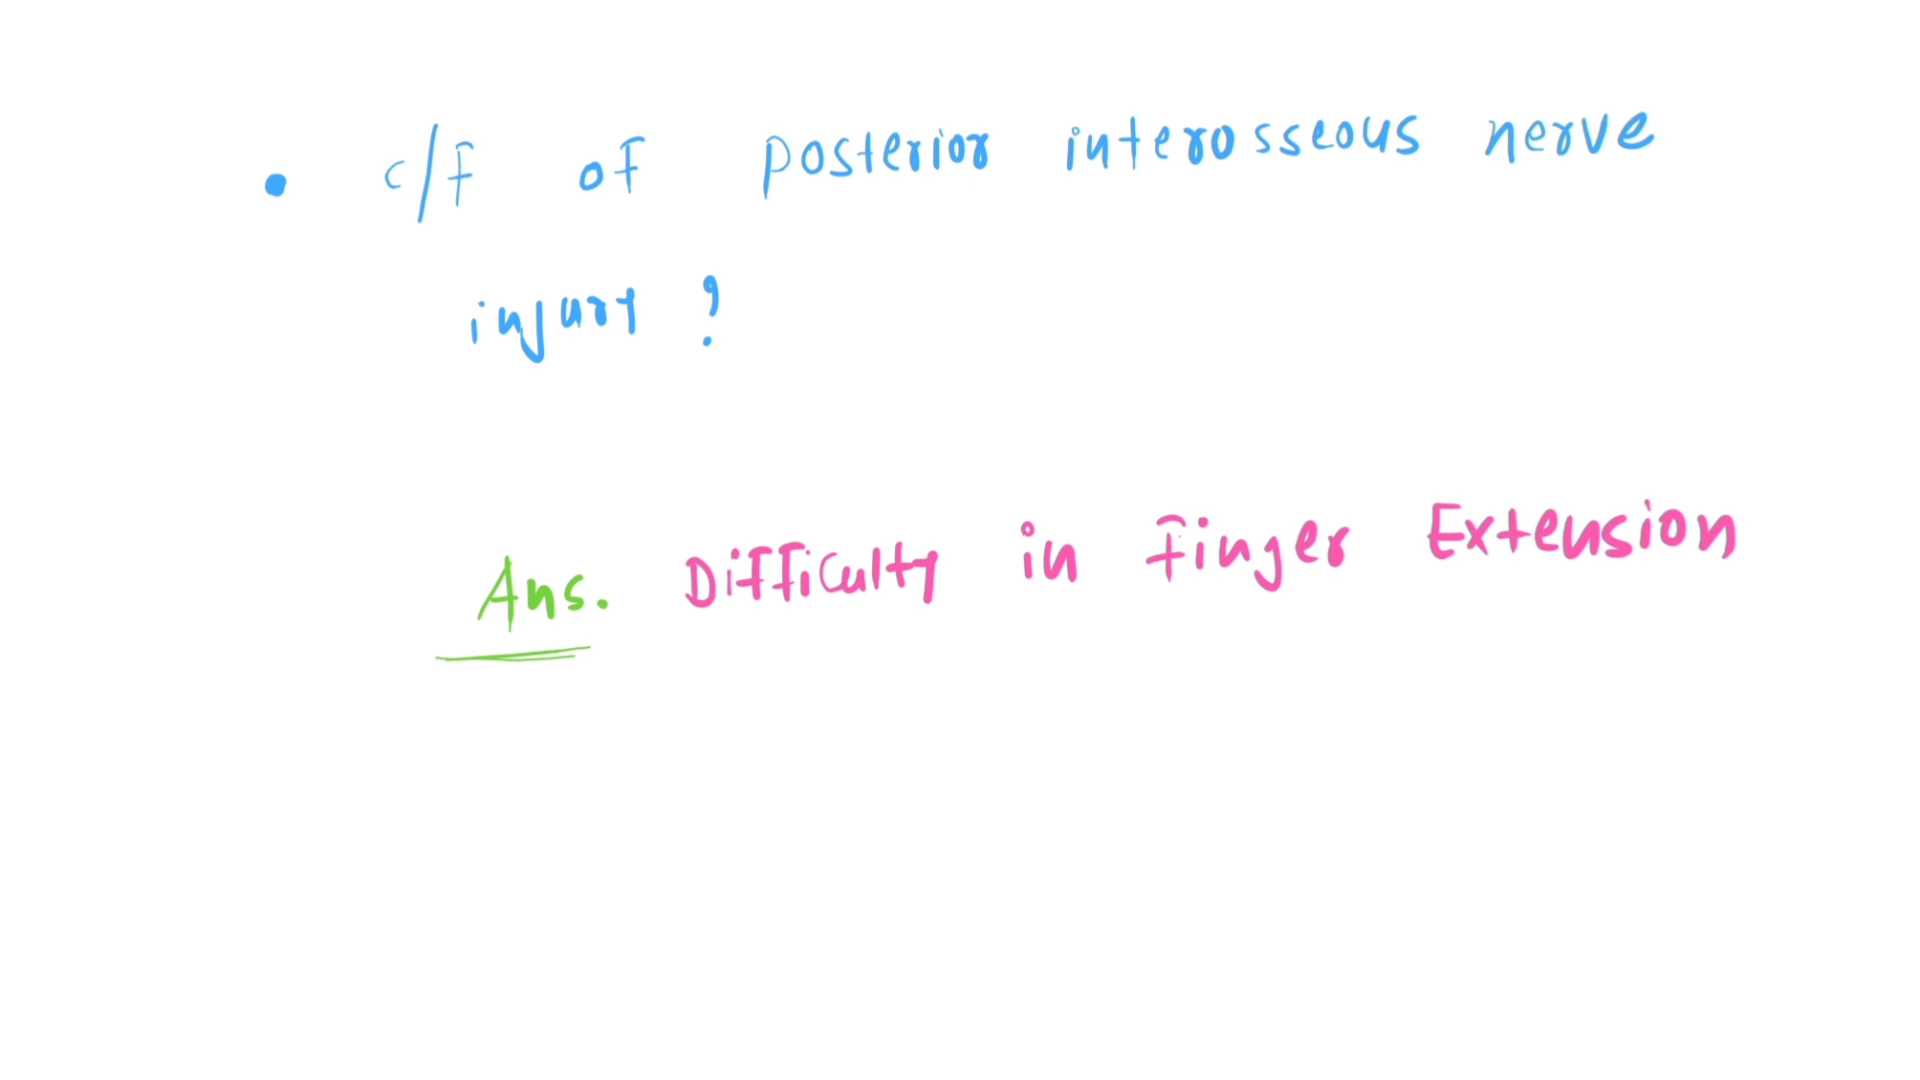 • c/f of posterior interosseous nerve
injury ?
Ans. Difficulty in Finger Extension